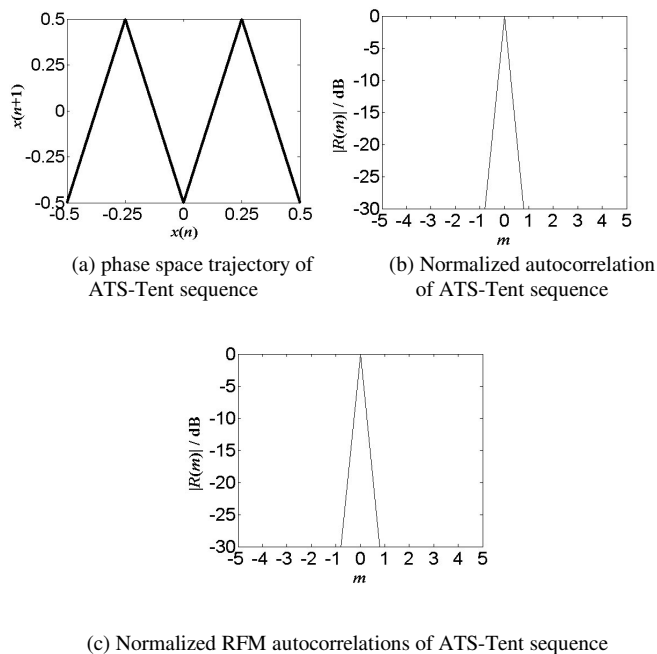 0.5
0.25
0
-0.25
-0.5
x(n+1)
-0.5 -0.25 0 0.25 0.5
x(n)
(a) phase space trajectory of
ATS-Tent sequence
0
-5
-10
-15
-20
-25
-30
|R(m)| / dB
-5 -4 -3 -2 -1 0 1 2 3 4 5
m
(b) Normalized autocorrelation
of ATS-Tent sequence
0
-5
-10
-15
-20
-25
-30
|R(m)| / dB
-5 -4 -3 -2 -1 0 1 2 3 4 5
m
(c) Normalized RFM autocorrelations of ATS-Tent sequence